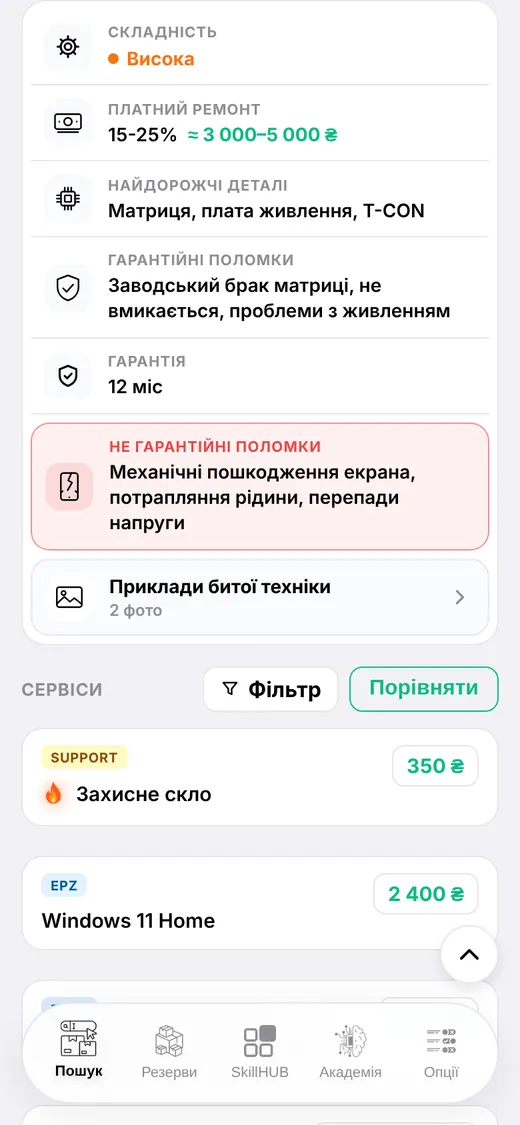 СКЛАДНІСТЬ
Висока
ПЛАТНИЙ РЕМОНТ
15-25% ≈ 3 000–5 000 ₴
НАЙДОРОЖЧІ ДЕТАЛІ
Матриця, плата живлення, T-CON
ГАРАНТІЙНІ ПОЛОМКИ
Заводський брак матриці, не
вмикається, проблеми з живленням
ГАРАНТІЯ
12 міс
НЕ ГАРАНТІЙНІ ПОЛОМКИ
Механічні пошкодження екрана,
потрапляння рідини, перепади
напруги
Приклади битої техніки
2 фото
СЕРВІСИ
Фільтр
Порівняти
SUPPORT
350 ₴
🔥 Захисне скло
EPZ
2 400 ₴
Windows 11 Home
Пошук
Резерви
SkillHUB
Академія
Опції